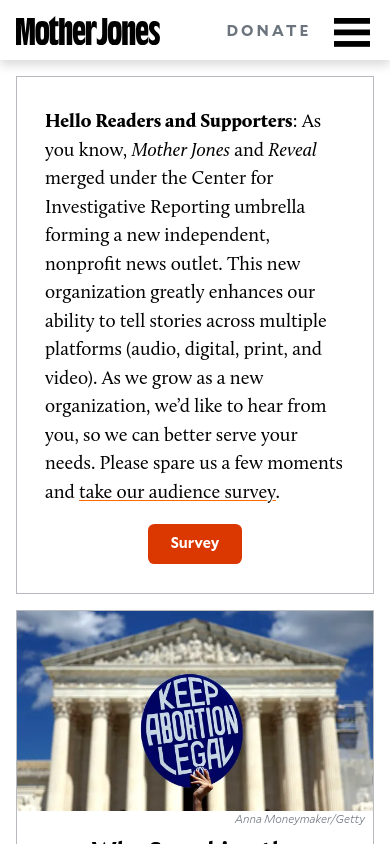 Mother Jones
DONATE
Hello Readers and Supporters: As
you know, Mother Jones and Reveal
merged under the Center for
Investigative Reporting umbrella
forming a new independent,
nonprofit news outlet. This new
organization greatly enhances our
ability to tell stories across multiple
platforms (audio, digital, print, and
video). As we grow as a new
organization, we’d like to hear from
you, so we can better serve your
needs. Please spare us a few moments
and take our audience survey.
Survey
KEEP
ABORTION
LEGAL
Anna Moneymaker/Getty